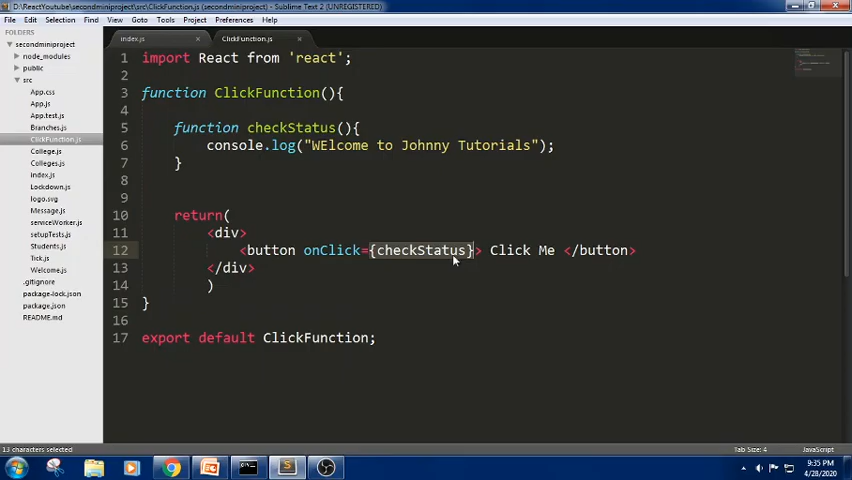 D:\ReactYoutube\secondminiproject\src\ClickFunction.js (secondminiproject) - Sublime Text 2 (UNREGISTERED)
File Edit Selection Find View Goto Tools Project Preferences Help
FOLDERS
secondminiproject
node_modules
public
src
App.css
App.js
App.test.js
Branches.js
ClickFunction.js
College.js
Colleges.js
index.js
Lockdown.js
logo.svg
Message.js
serviceWorker.js
setupTests.js
Students.js
Tick.js
Welcome.js
.gitignore
package-lock.json
package.json
README.md
index.js × ClickFunction.js ×
1 import React from 'react';
2
3 function ClickFunction(){
4
5 function checkStatus(){
6 console.log("WElcome to Johnny Tutorials");
7 }
8
9
10 return(
11 <div>
12 <button onClick={checkStatus}> Click Me </button>
13 </div>
14 )
15 }
16
17 export default ClickFunction;
13 characters selected
Tab Size: 4 JavaScript
9:35 PM
4/28/2020